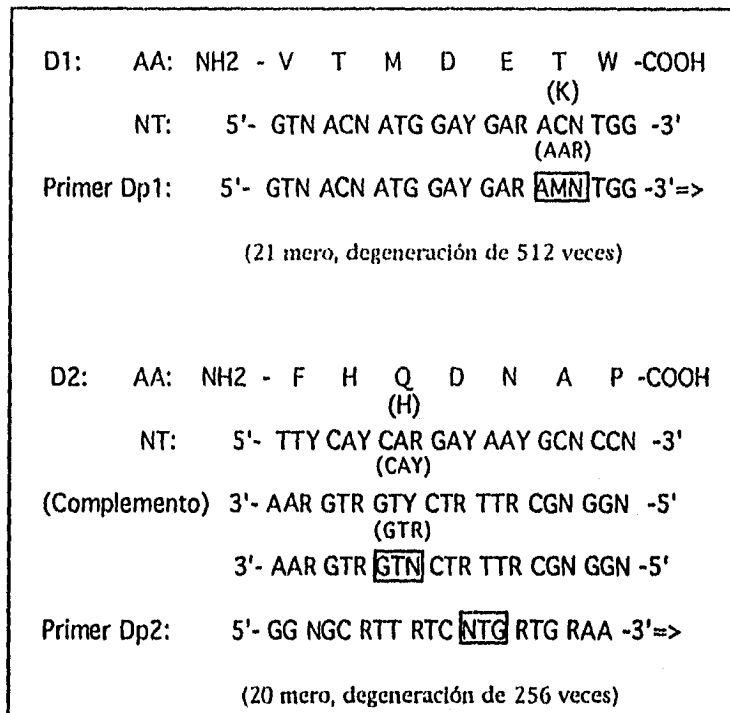 D1: AA: NH2 - V T M D E T W -COOH
(K)
NT: 5'- GTN ACN ATG GAY GAR ACN TGG -3'
(AAR)
Primer Dp1: 5'- GTN ACN ATG GAY GAR AMN TGG -3'=>
(21 mero, degeneración de 512 veces)
D2: AA: NH2 - F H Q D N A P -COOH
(H)
NT: 5'- TTY CAY CAR GAY AAY GCN CCN -3'
(CAY)
(Complemento) 3'- AAR GTR GTY CTR TTR CGN GGN -5'
(GTR)
3'- AAR GTR GTN CTR TTR CGN GGN -5'
Primer Dp2: 5'- GG NGC RTT RTC NTG RTG RAA -3'=>
(20 mero, degeneración de 256 veces)